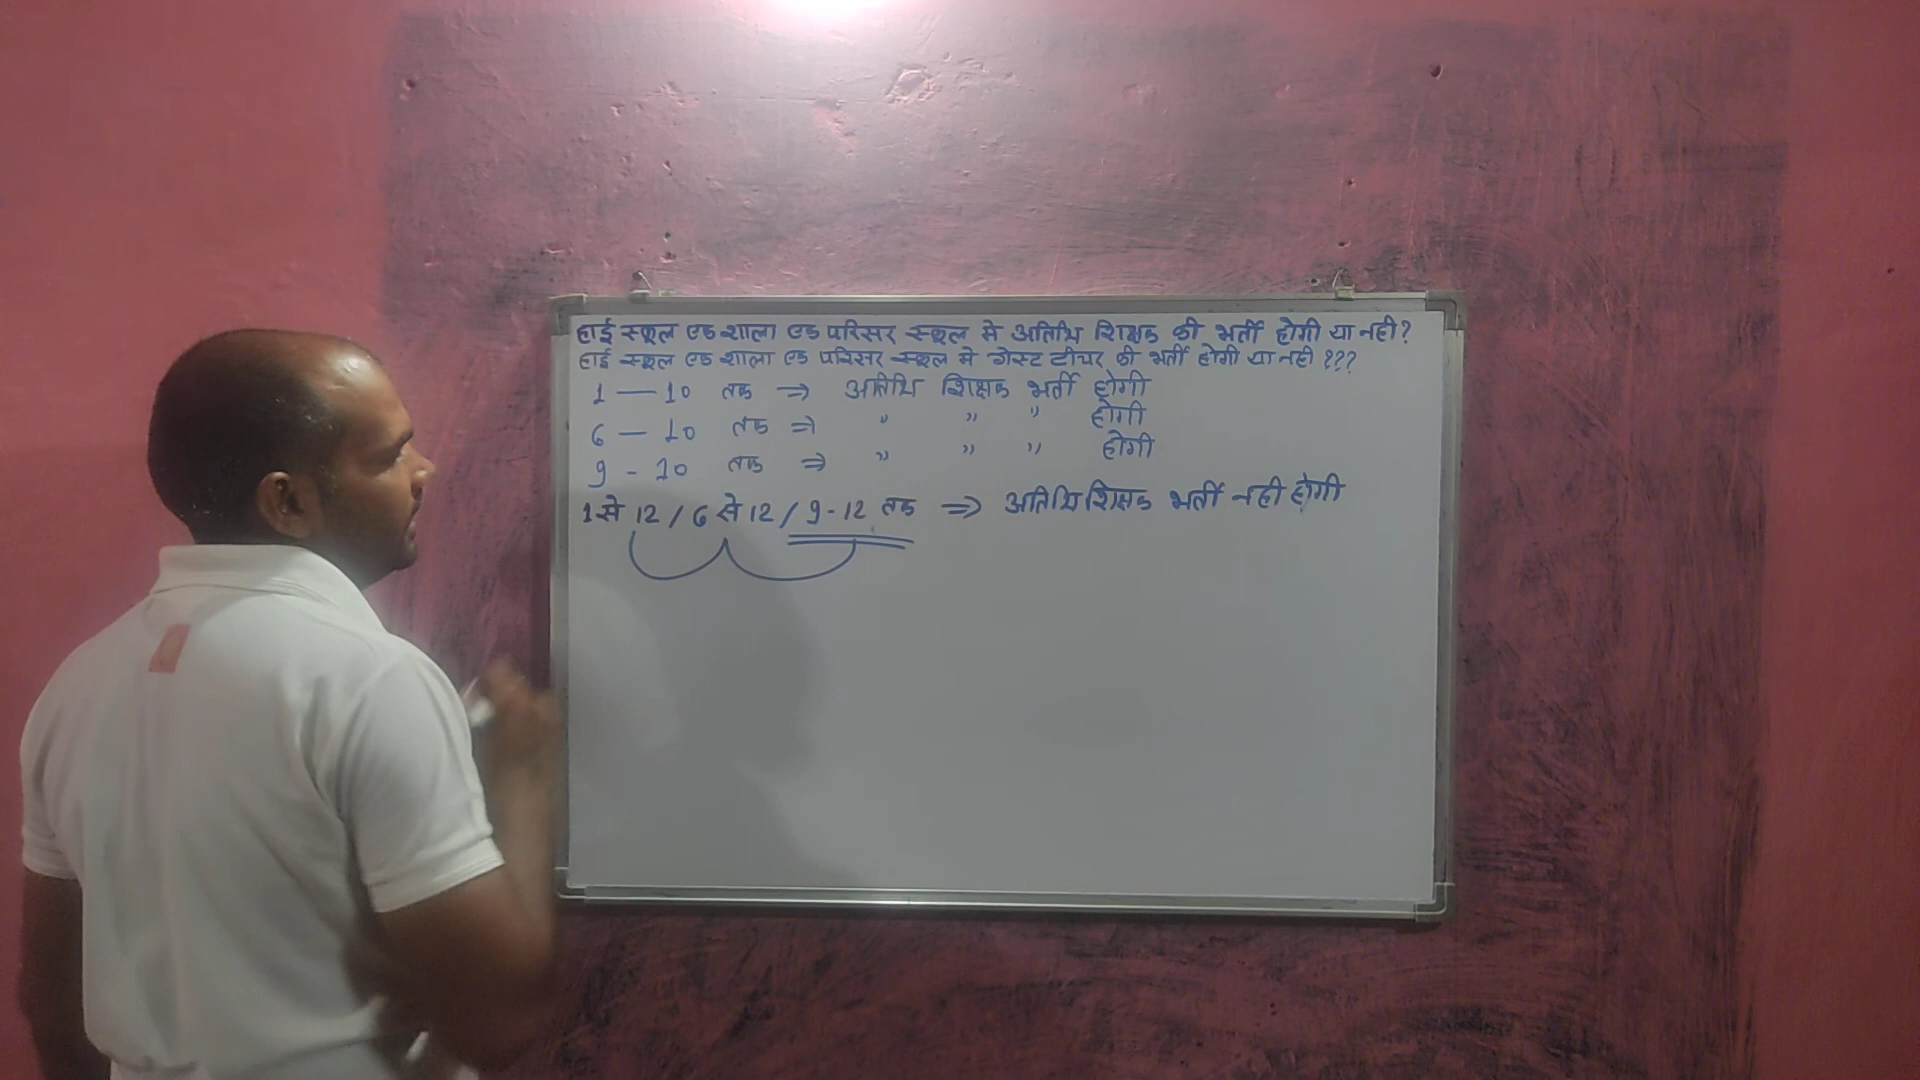 हाई स्कूल एक शाला एक परिसर स्कूल मे अतिथि शिक्षक की भर्ती होगी या नही?
हाई स्कूल एक शाला एक परिसर स्कूल मे गेस्ट टीचर की भर्ती होगी या नही ???
1 — 10 तक ⇒ अतिथि शिक्षक भर्ती होगी
6 — 10 तक ⇒ " " " होगी
9 - 10 तक ⇒ " " " होगी
1 से 12 / 6 से 12 / 9 - 12 तक ⇒ अतिथि शिक्षक भर्ती नही होगी